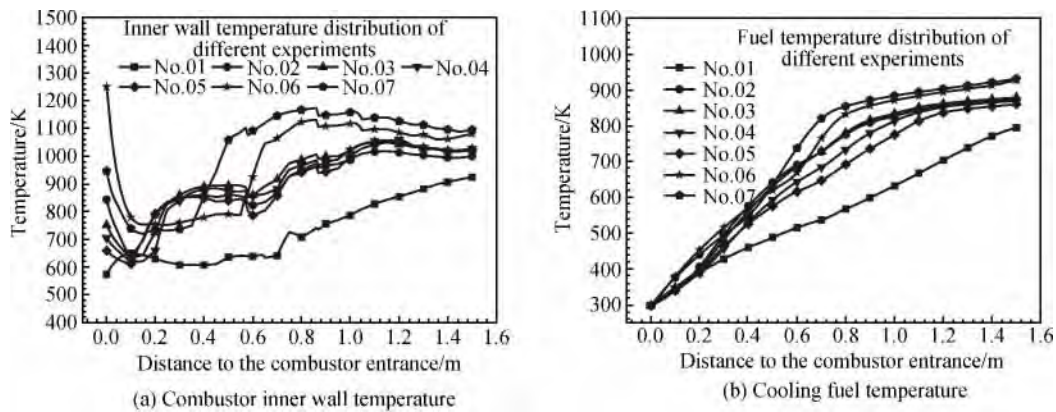 1500
1400
1300
1200
1100
1000
900
800
700
600
500
400
Temperature/K
Inner wall temperature distribution of
different experiments
No.01 No.02 No.03 No.04
No.05 No.06 No.07
0.0 0.2 0.4 0.6 0.8 1.0 1.2 1.4 1.6
Distance to the combustor entrance/m
(a) Combustor inner wall temperature
1100
1000
900
800
700
600
500
400
300
Temperature/K
Fuel temperature distribution of
different experiments
No.01
No.02
No.03
No.04
No.05
No.06
No.07
0.0 0.2 0.4 0.6 0.8 1.0 1.2 1.4 1.6
Distance to the combustor entrance/m
(b) Cooling fuel temperature